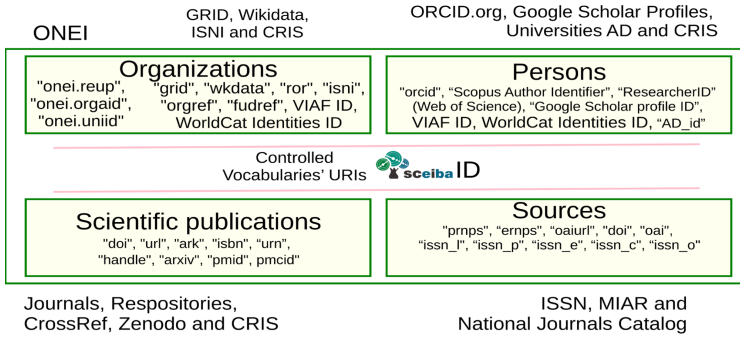 ONEI
GRID, Wikidata,
ISNI and CRIS
ORCID.org, Google Scholar Profiles,
Universities AD and CRIS
Organizations
"onei.reup",
"onei.orgaid",
"onei.uniid"
"grid", "wkdata", "ror", "isni",
"orgref", "fudref", VIAF ID,
WorldCat Identities ID
Persons
"orcid", “Scopus Author Identifier”, “ResearcherID”
(Web of Science), “Google Scholar profile ID”,
VIAF ID, WorldCat Identities ID, “AD_id”
Controlled
Vocabularies’ URIs
sceiba ID
Scientific publications
"doi", "url", "ark", "isbn", "urn”,
"handle", "arxiv", "pmid", pmcid"
Sources
"prnps", "ernps", "oaiurl", "doi", "oai",
“issn_l”, “issn_p”, “issn_e”, “issn_c”, “issn_o”
Journals, Respositories,
CrossRef, Zenodo and CRIS
ISSN, MIAR and
National Journals Catalog